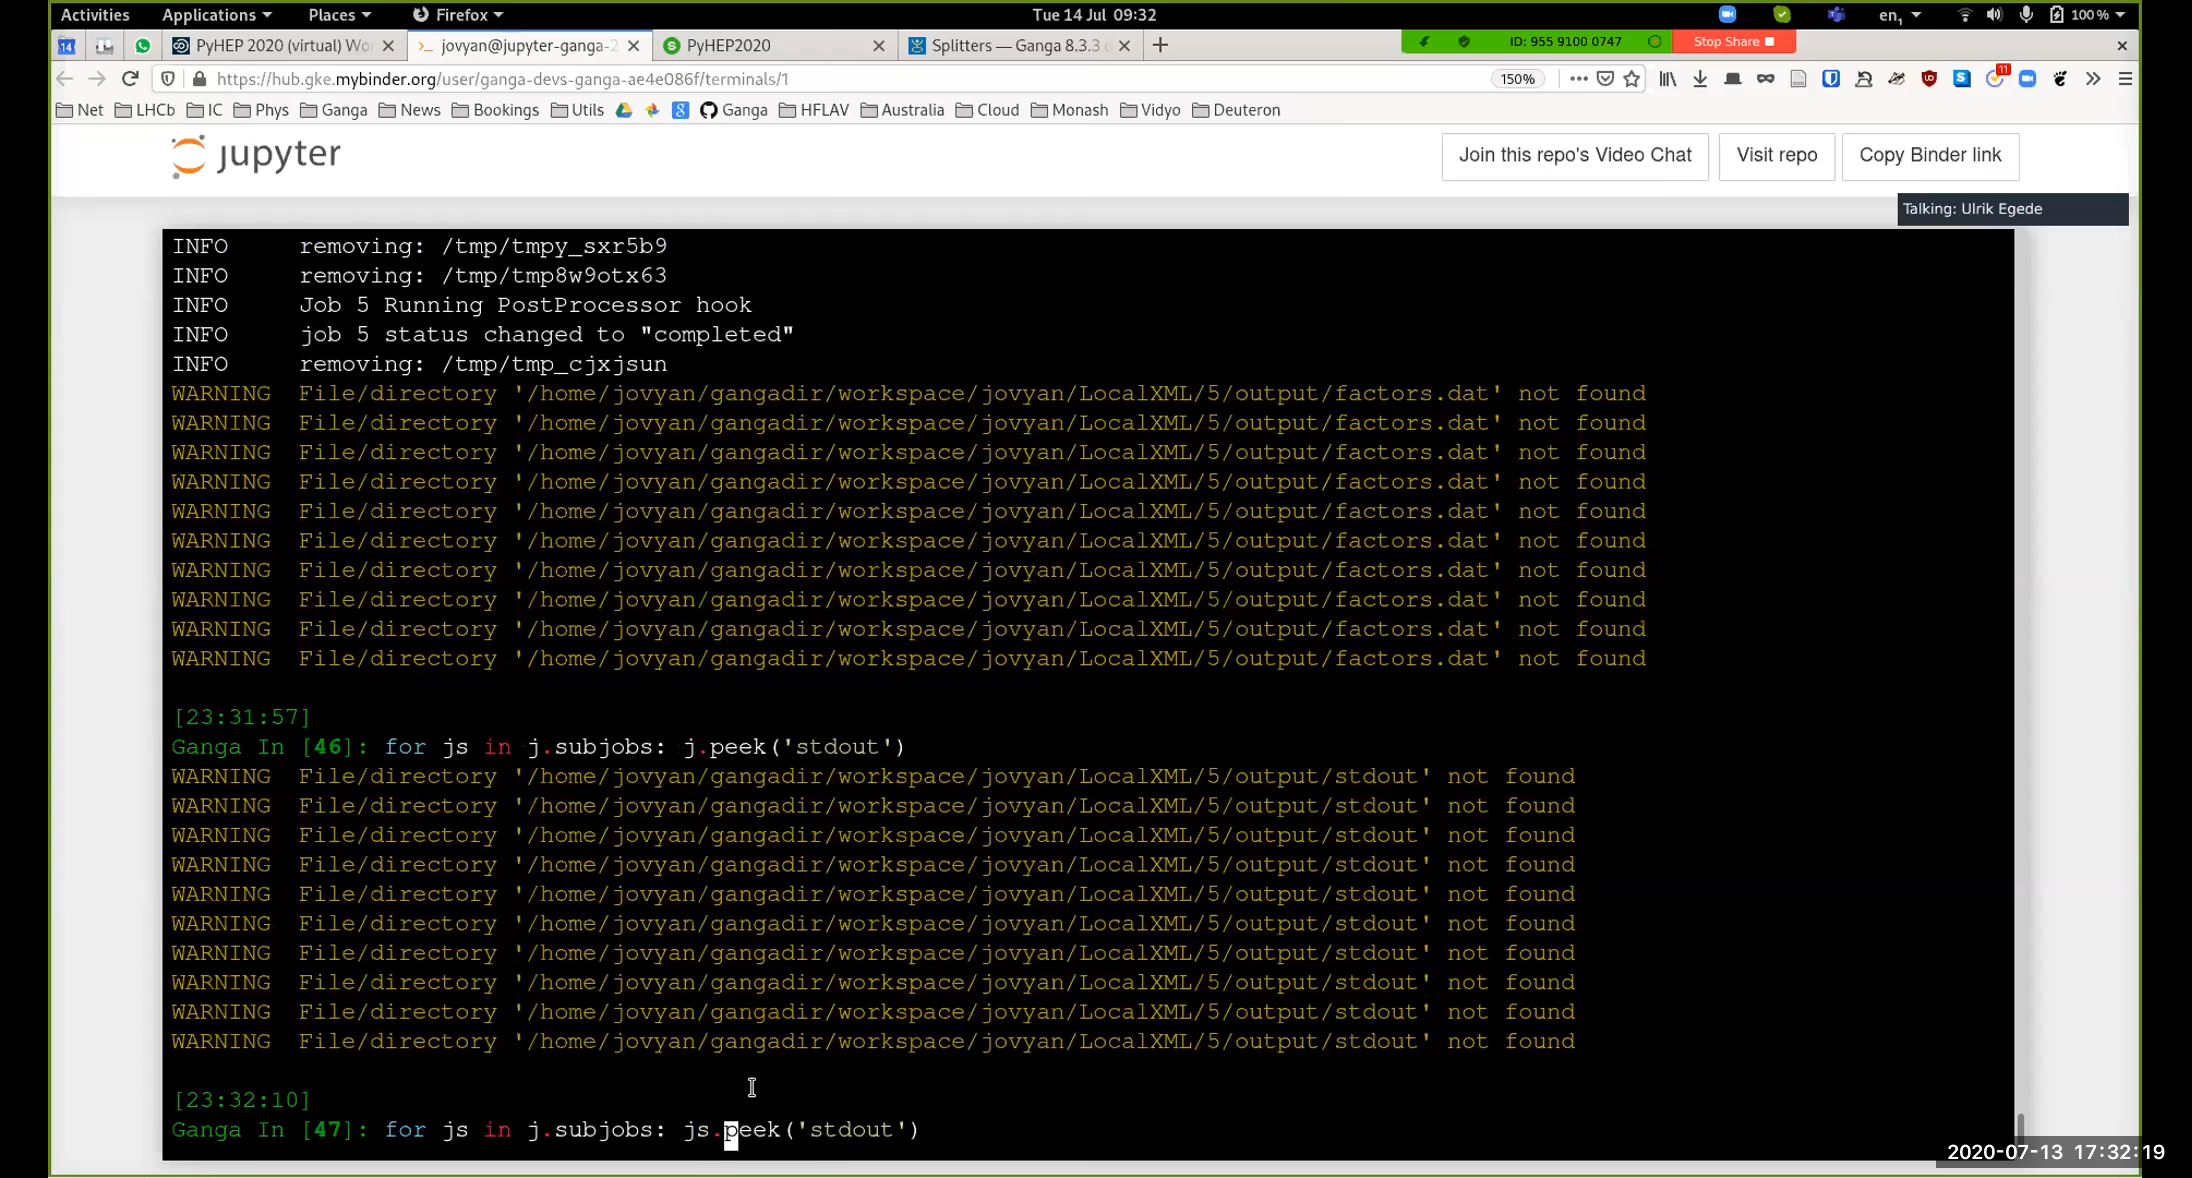 Activities Applications Places Firefox Tue 14 Jul 09:32 en1 100 %
14 PyHEP 2020 (virtual) Wo jovyan@jupyter-ganga-2 PyHEP2020 Splitters — Ganga 8.3.3 d ID: 955 9100 0747 Stop Share
https://hub.gke.mybinder.org/user/ganga-devs-ganga-ae4e086f/terminals/1 150% 11
Net LHCb IC Phys Ganga News Bookings Utils Ganga HFLAV Australia Cloud Monash Vidyo Deuteron
jupyter Join this repo's Video Chat Visit repo Copy Binder link
Talking: Ulrik Egede
INFO removing: /tmp/tmpy_sxr5b9
INFO removing: /tmp/tmp8w9otx63
INFO Job 5 Running PostProcessor hook
INFO job 5 status changed to "completed"
INFO removing: /tmp/tmp_cjxjsun
WARNING File/directory '/home/jovyan/gangadir/workspace/jovyan/LocalXML/5/output/factors.dat' not found
WARNING File/directory '/home/jovyan/gangadir/workspace/jovyan/LocalXML/5/output/factors.dat' not found
WARNING File/directory '/home/jovyan/gangadir/workspace/jovyan/LocalXML/5/output/factors.dat' not found
WARNING File/directory '/home/jovyan/gangadir/workspace/jovyan/LocalXML/5/output/factors.dat' not found
WARNING File/directory '/home/jovyan/gangadir/workspace/jovyan/LocalXML/5/output/factors.dat' not found
WARNING File/directory '/home/jovyan/gangadir/workspace/jovyan/LocalXML/5/output/factors.dat' not found
WARNING File/directory '/home/jovyan/gangadir/workspace/jovyan/LocalXML/5/output/factors.dat' not found
WARNING File/directory '/home/jovyan/gangadir/workspace/jovyan/LocalXML/5/output/factors.dat' not found
WARNING File/directory '/home/jovyan/gangadir/workspace/jovyan/LocalXML/5/output/factors.dat' not found
WARNING File/directory '/home/jovyan/gangadir/workspace/jovyan/LocalXML/5/output/factors.dat' not found
[23:31:57]
Ganga In [46]: for js in j.subjobs: j.peek('stdout')
WARNING File/directory '/home/jovyan/gangadir/workspace/jovyan/LocalXML/5/output/stdout' not found
WARNING File/directory '/home/jovyan/gangadir/workspace/jovyan/LocalXML/5/output/stdout' not found
WARNING File/directory '/home/jovyan/gangadir/workspace/jovyan/LocalXML/5/output/stdout' not found
WARNING File/directory '/home/jovyan/gangadir/workspace/jovyan/LocalXML/5/output/stdout' not found
WARNING File/directory '/home/jovyan/gangadir/workspace/jovyan/LocalXML/5/output/stdout' not found
WARNING File/directory '/home/jovyan/gangadir/workspace/jovyan/LocalXML/5/output/stdout' not found
WARNING File/directory '/home/jovyan/gangadir/workspace/jovyan/LocalXML/5/output/stdout' not found
WARNING File/directory '/home/jovyan/gangadir/workspace/jovyan/LocalXML/5/output/stdout' not found
WARNING File/directory '/home/jovyan/gangadir/workspace/jovyan/LocalXML/5/output/stdout' not found
WARNING File/directory '/home/jovyan/gangadir/workspace/jovyan/LocalXML/5/output/stdout' not found
[23:32:10]
Ganga In [47]: for js in j.subjobs: js.peek('stdout')
2020-07-13 17:32:19